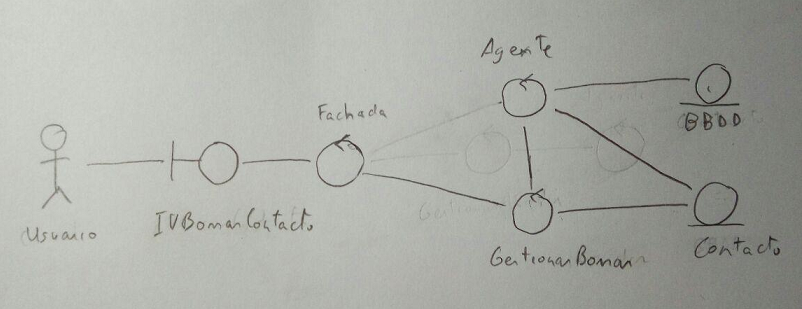 Agente
Fachada
BBDD
Usuario
IUBorrarContacto
GestionarBorrar
Contacto